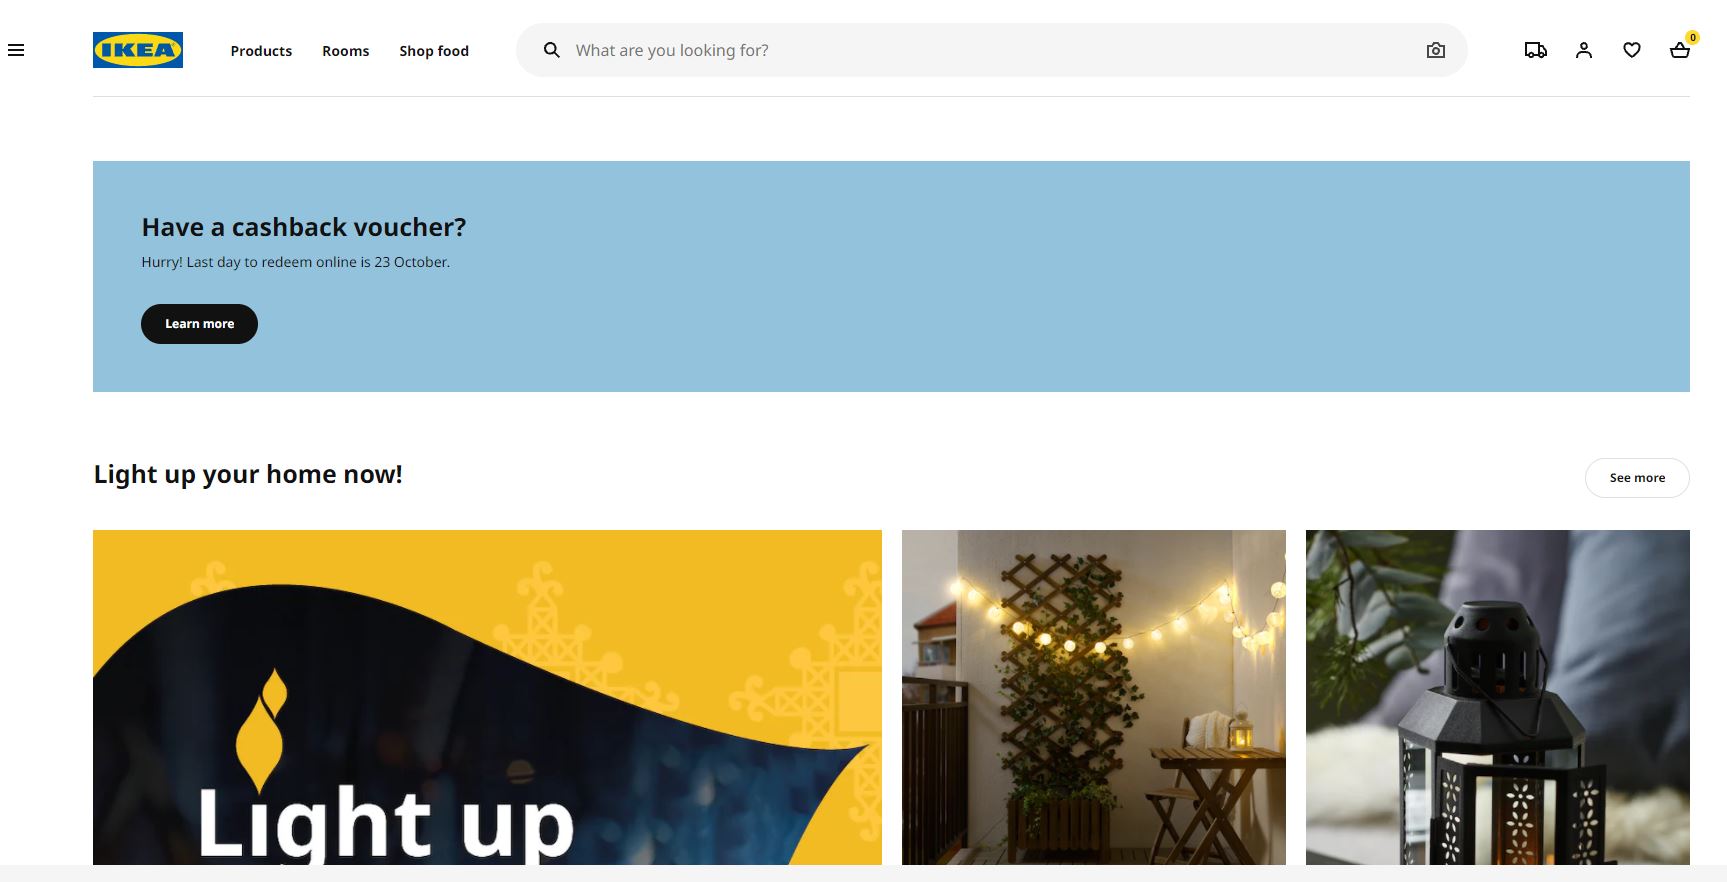 IKEA
Products
Rooms
Shop food
What are you looking for?
0
Have a cashback voucher?
Hurry! Last day to redeem online is 23 October.
Learn more
Light up your home now!
See more
Light up